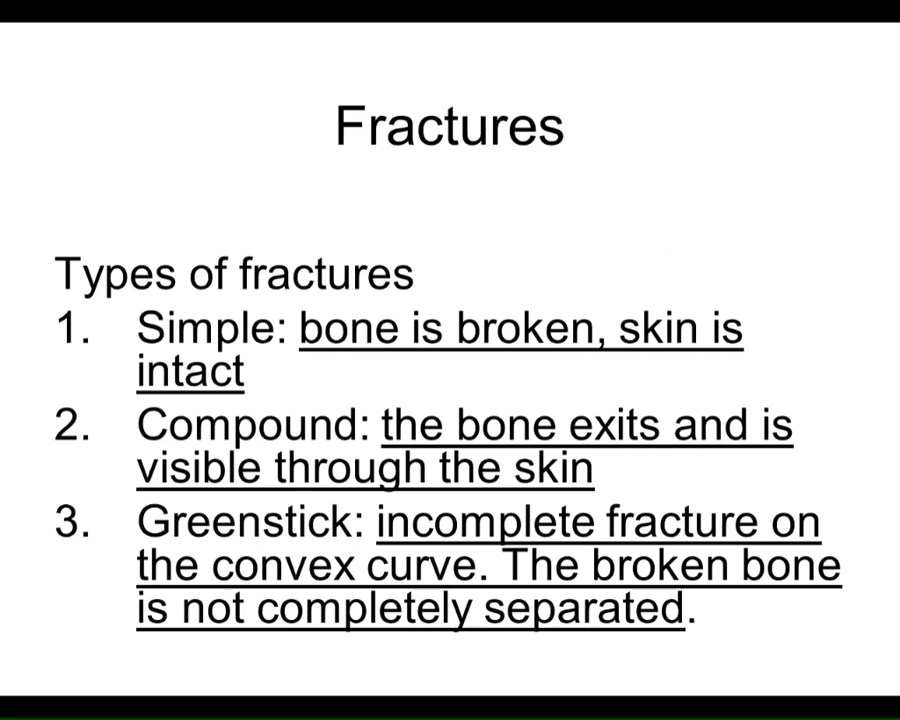 Fractures
Types of fractures
1. Simple: bone is broken, skin is
intact
2. Compound: the bone exits and is
visible through the skin
3. Greenstick: incomplete fracture on
the convex curve. The broken bone
is not completely separated.